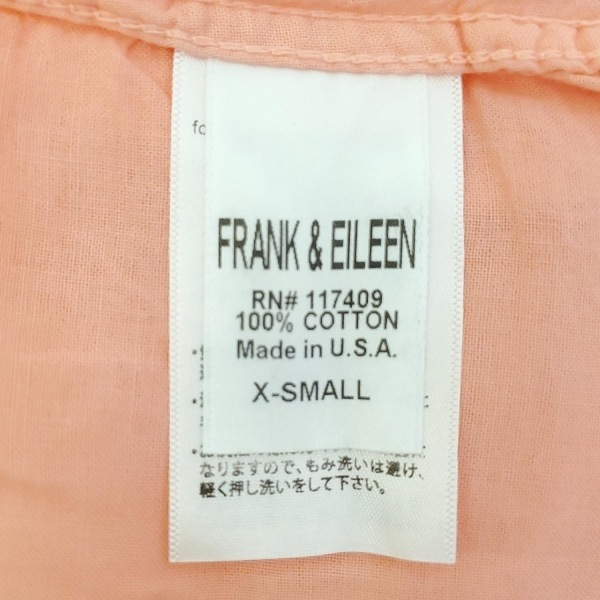 fo
FRANK & EILEEN
RN# 117409
100% COTTON
Made in U.S.A.
X-SMALL
なりますので、もみ洗いは避け、
軽く押し洗いをして下さい。